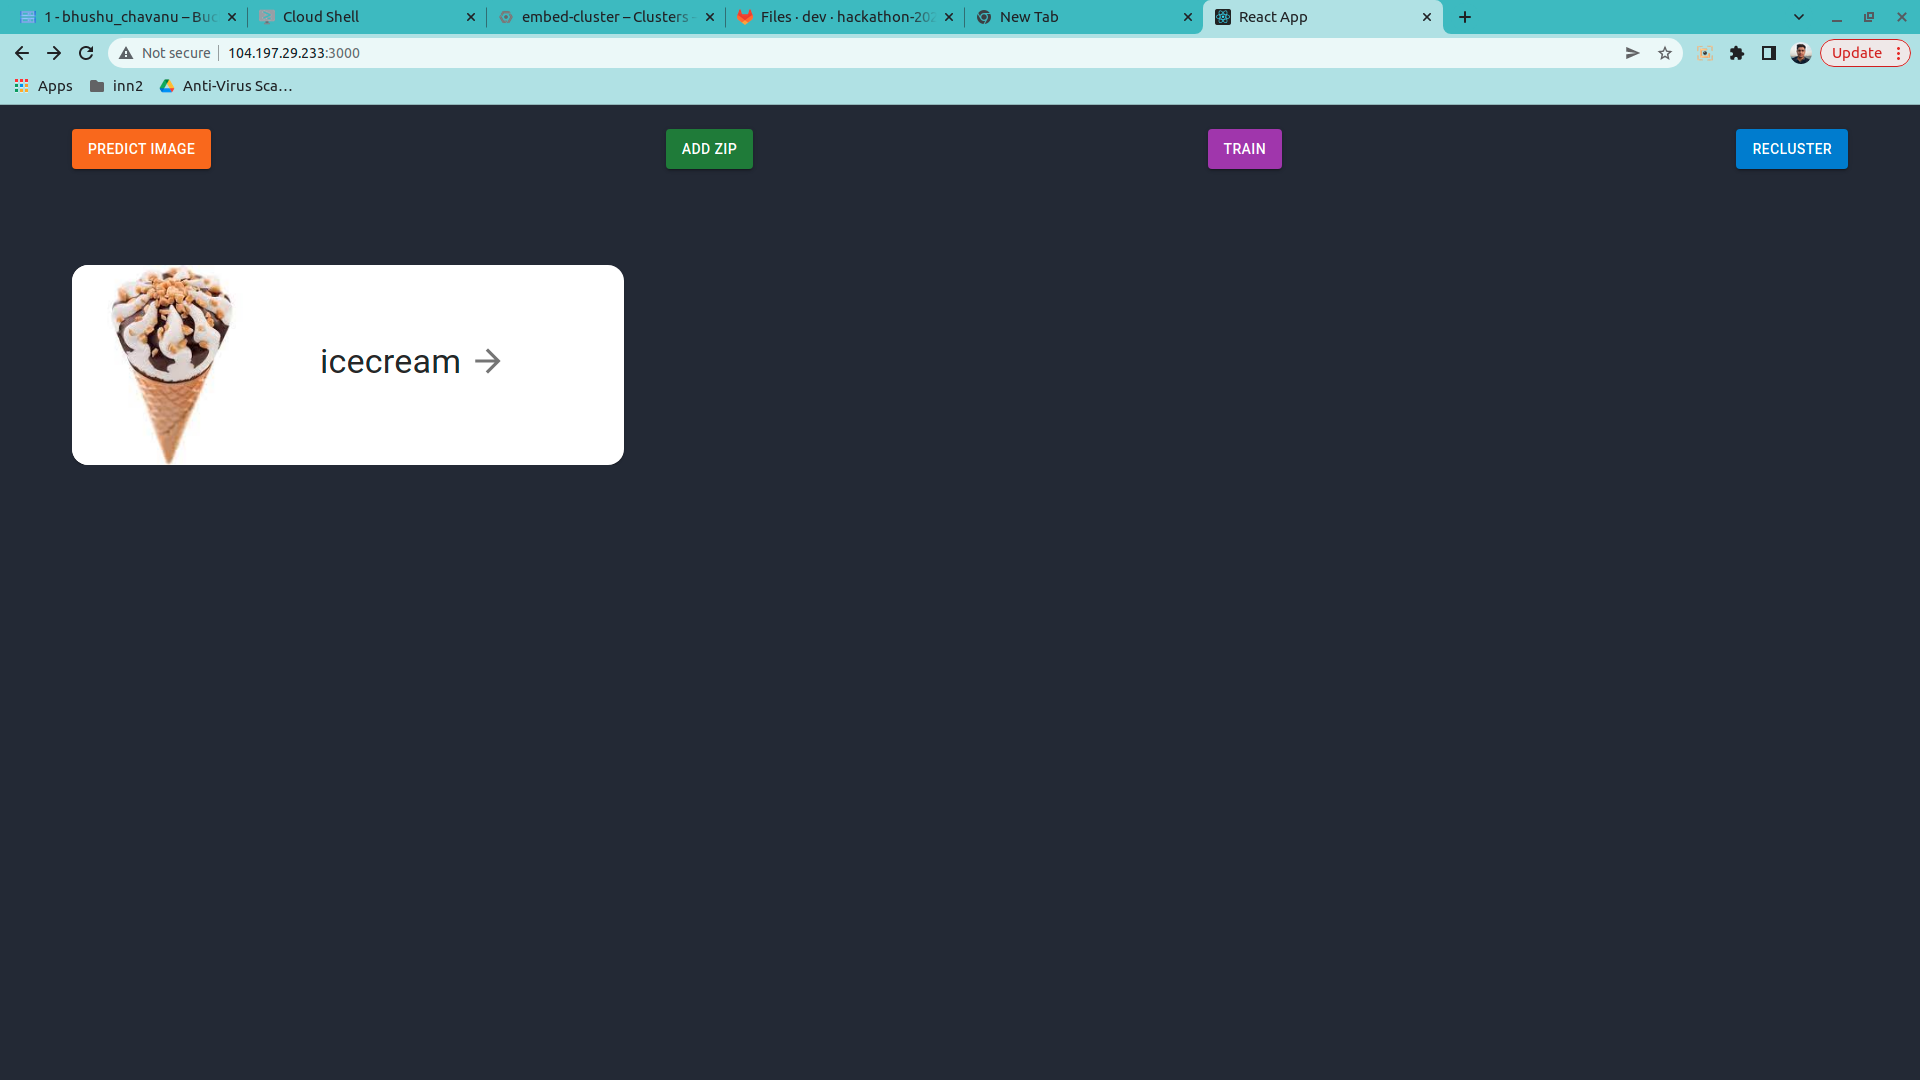 1 - bhushu_chavanu – Buc
Cloud Shell
embed-cluster – Clusters -
Files · dev · hackathon-202
New Tab
React App
Not secure
104.197.29.233:3000
Update
Apps
inn2
Anti-Virus Sca...
PREDICT IMAGE
ADD ZIP
TRAIN
RECLUSTER
icecream →